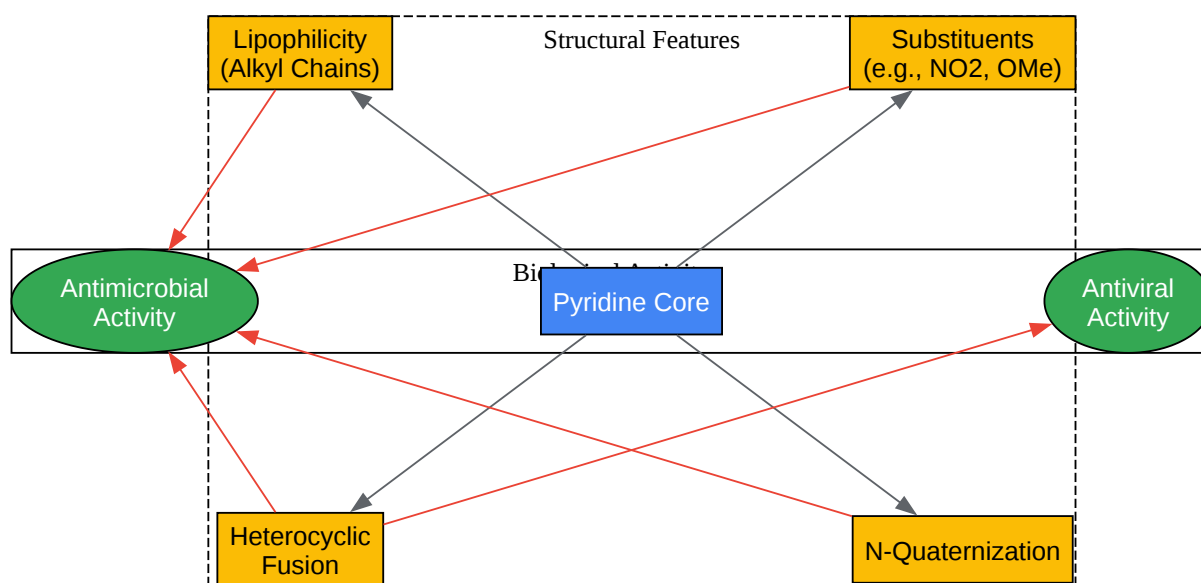 Lipophilicity
(Alkyl Chains)
Structural Features
Substituents
(e.g., NO2, OMe)
Antimicrobial
Activity
Pyridine Core
Antiviral
Activity
Heterocyclic
Fusion
N-Quaternization